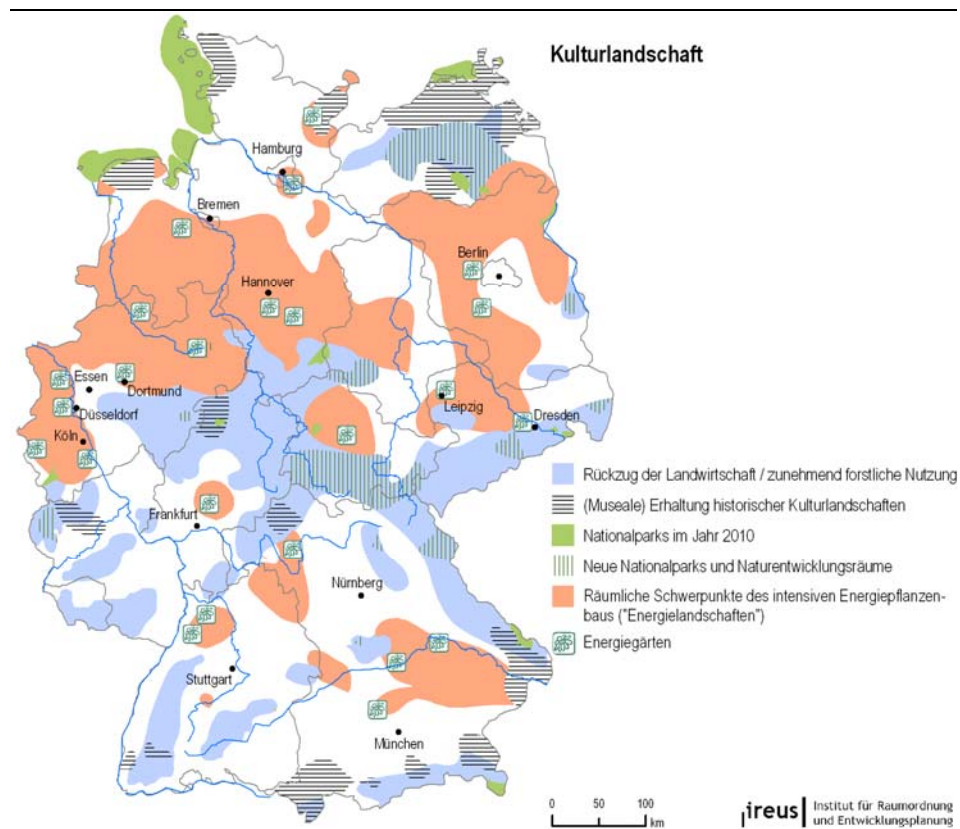 Kulturlandschaft
Hamburg
Bremen
Berlin
Hannover
Essen
Dortmund
Düsseldorf
Leipzig
Dresden
Köln
Frankfurt
Nürnberg
Stuttgart
München
Rückzug der Landwirtschaft / zunehmend forstliche Nutzung
(Museale) Erhaltung historischer Kulturlandschaften
Nationalparks im Jahr 2010
Neue Nationalparks und Naturentwicklungsräume
Räumliche Schwerpunkte des intensiven Energiepflanzen-
baus ("Energielandschaften")
Energiegärten
0 50 100
km
ireus
Institut für Raumordnung
und Entwicklungsplanung